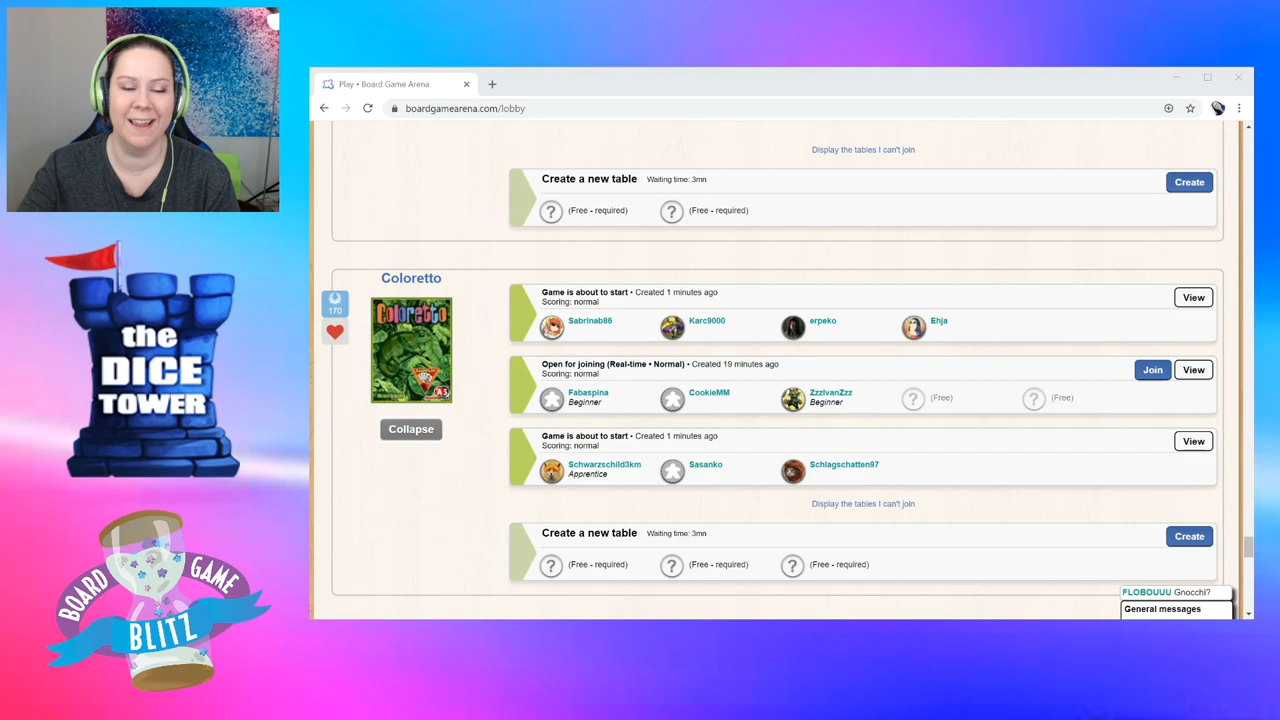 Play • Board Game Arena
boardgamearena.com/lobby
Display the tables I can't join
Create a new table Waiting time: 3mn
Create
(Free - required) (Free - required)
Coloretto
170
Coloretto
Collapse
Game is about to start • Created 1 minutes ago
Scoring: normal
View
Sabrinab86 Karc9000 erpeko Ehja
Open for joining (Real-time • Normal) • Created 19 minutes ago
Scoring: normal
Join View
Fabaspina CookieMM ZzzIvanZzz (Free) (Free)
Beginner Beginner
Game is about to start • Created 1 minutes ago
Scoring: normal
View
Schwarzschild3km Sasanko Schlagschatten97
Apprentice
Display the tables I can't join
Create a new table Waiting time: 3mn
Create
(Free - required) (Free - required) (Free - required)
FLOBOUUU Gnocchi?
General messages
the
DICE
TOWER
BOARD GAME
BLITZ